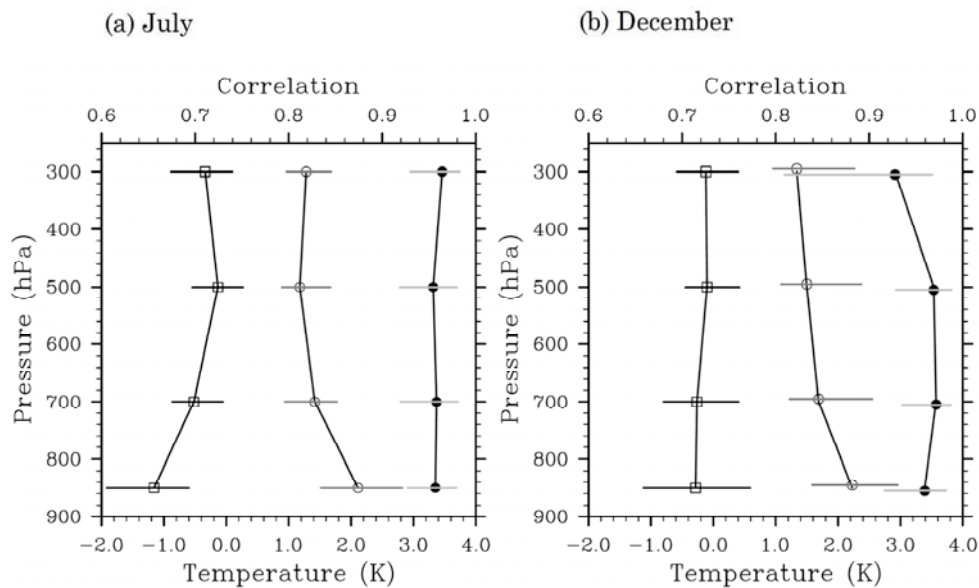 (a) July
(b) December
Correlation
Correlation
0.6 0.7 0.8 0.9 1.0
0.6 0.7 0.8 0.9 1.0
Pressure (hPa)
300
400
500
600
700
800
900
Pressure (hPa)
300
400
500
600
700
800
900
-2.0 -1.0 0.0 1.0 2.0 3.0 4.0
-2.0 -1.0 0.0 1.0 2.0 3.0 4.0
Temperature (K)
Temperature (K)